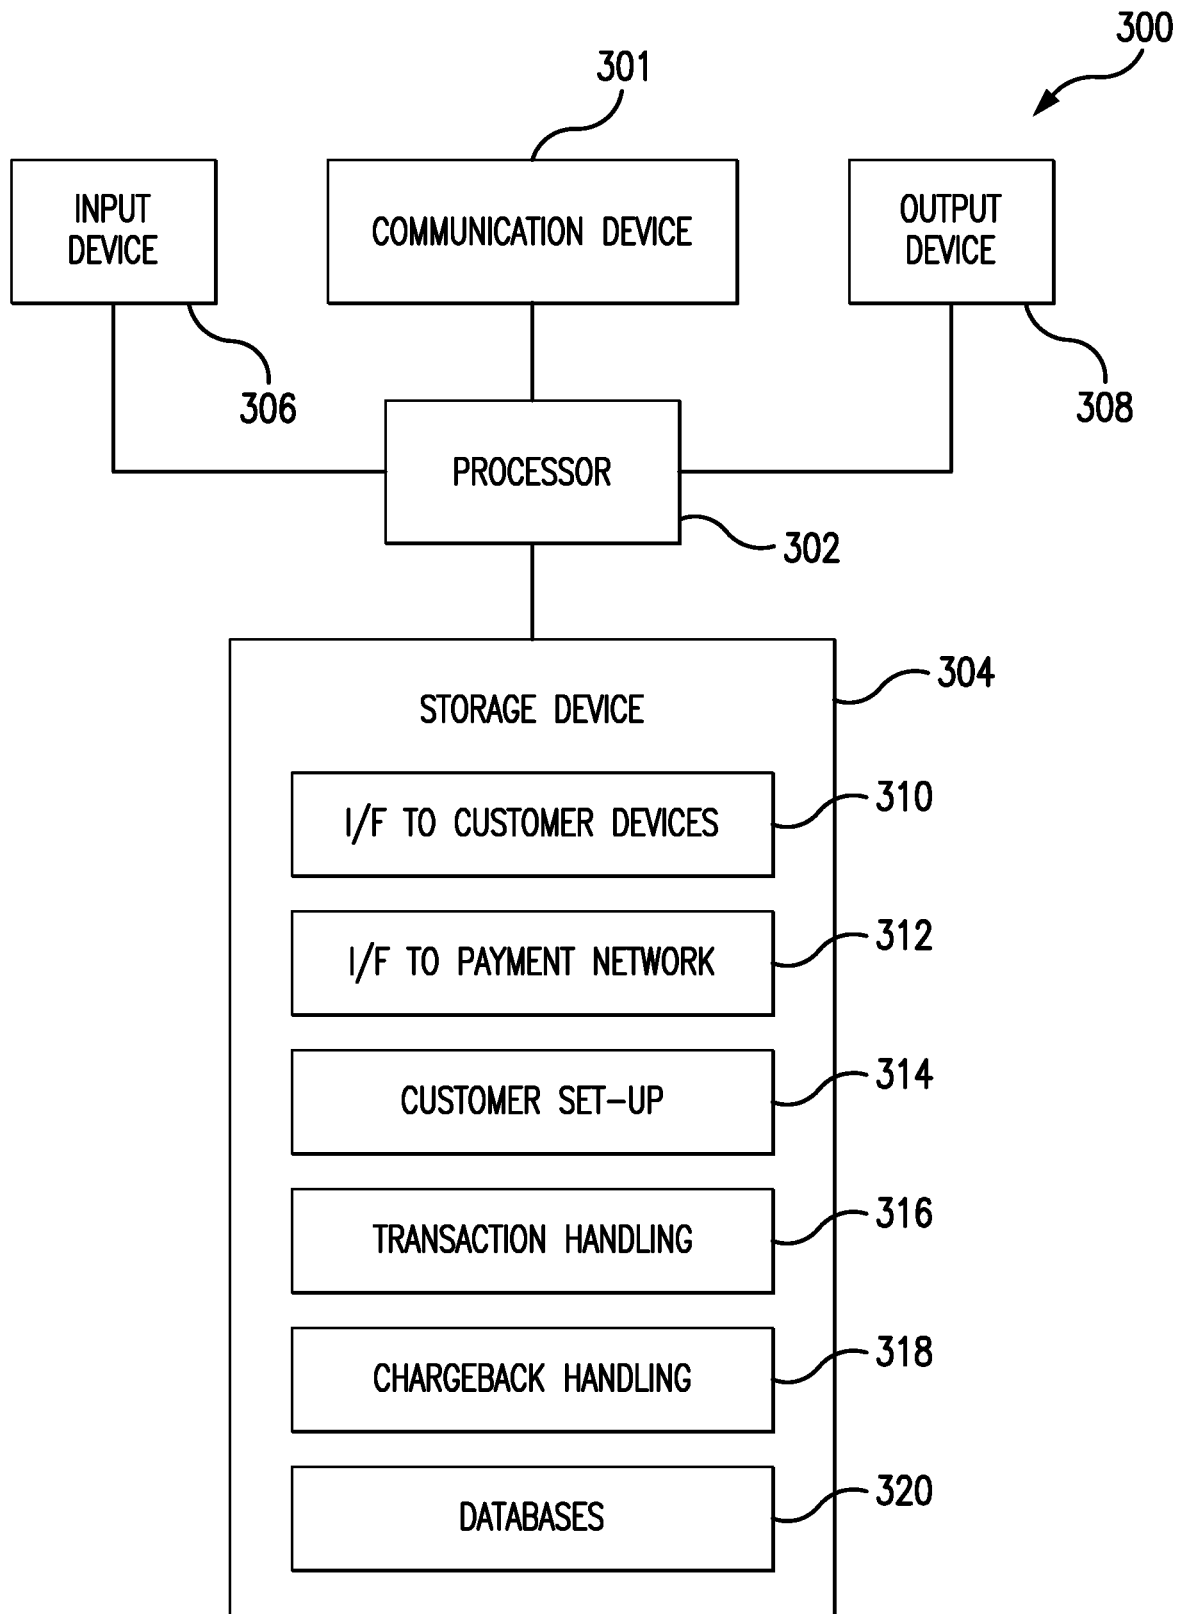 300
301
INPUT
DEVICE
COMMUNICATION DEVICE
OUTPUT
DEVICE
306
308
PROCESSOR
302
304
STORAGE DEVICE
310
I/F TO CUSTOMER DEVICES
312
I/F TO PAYMENT NETWORK
314
CUSTOMER SET-UP
316
TRANSACTION HANDLING
318
CHARGEBACK HANDLING
320
DATABASES